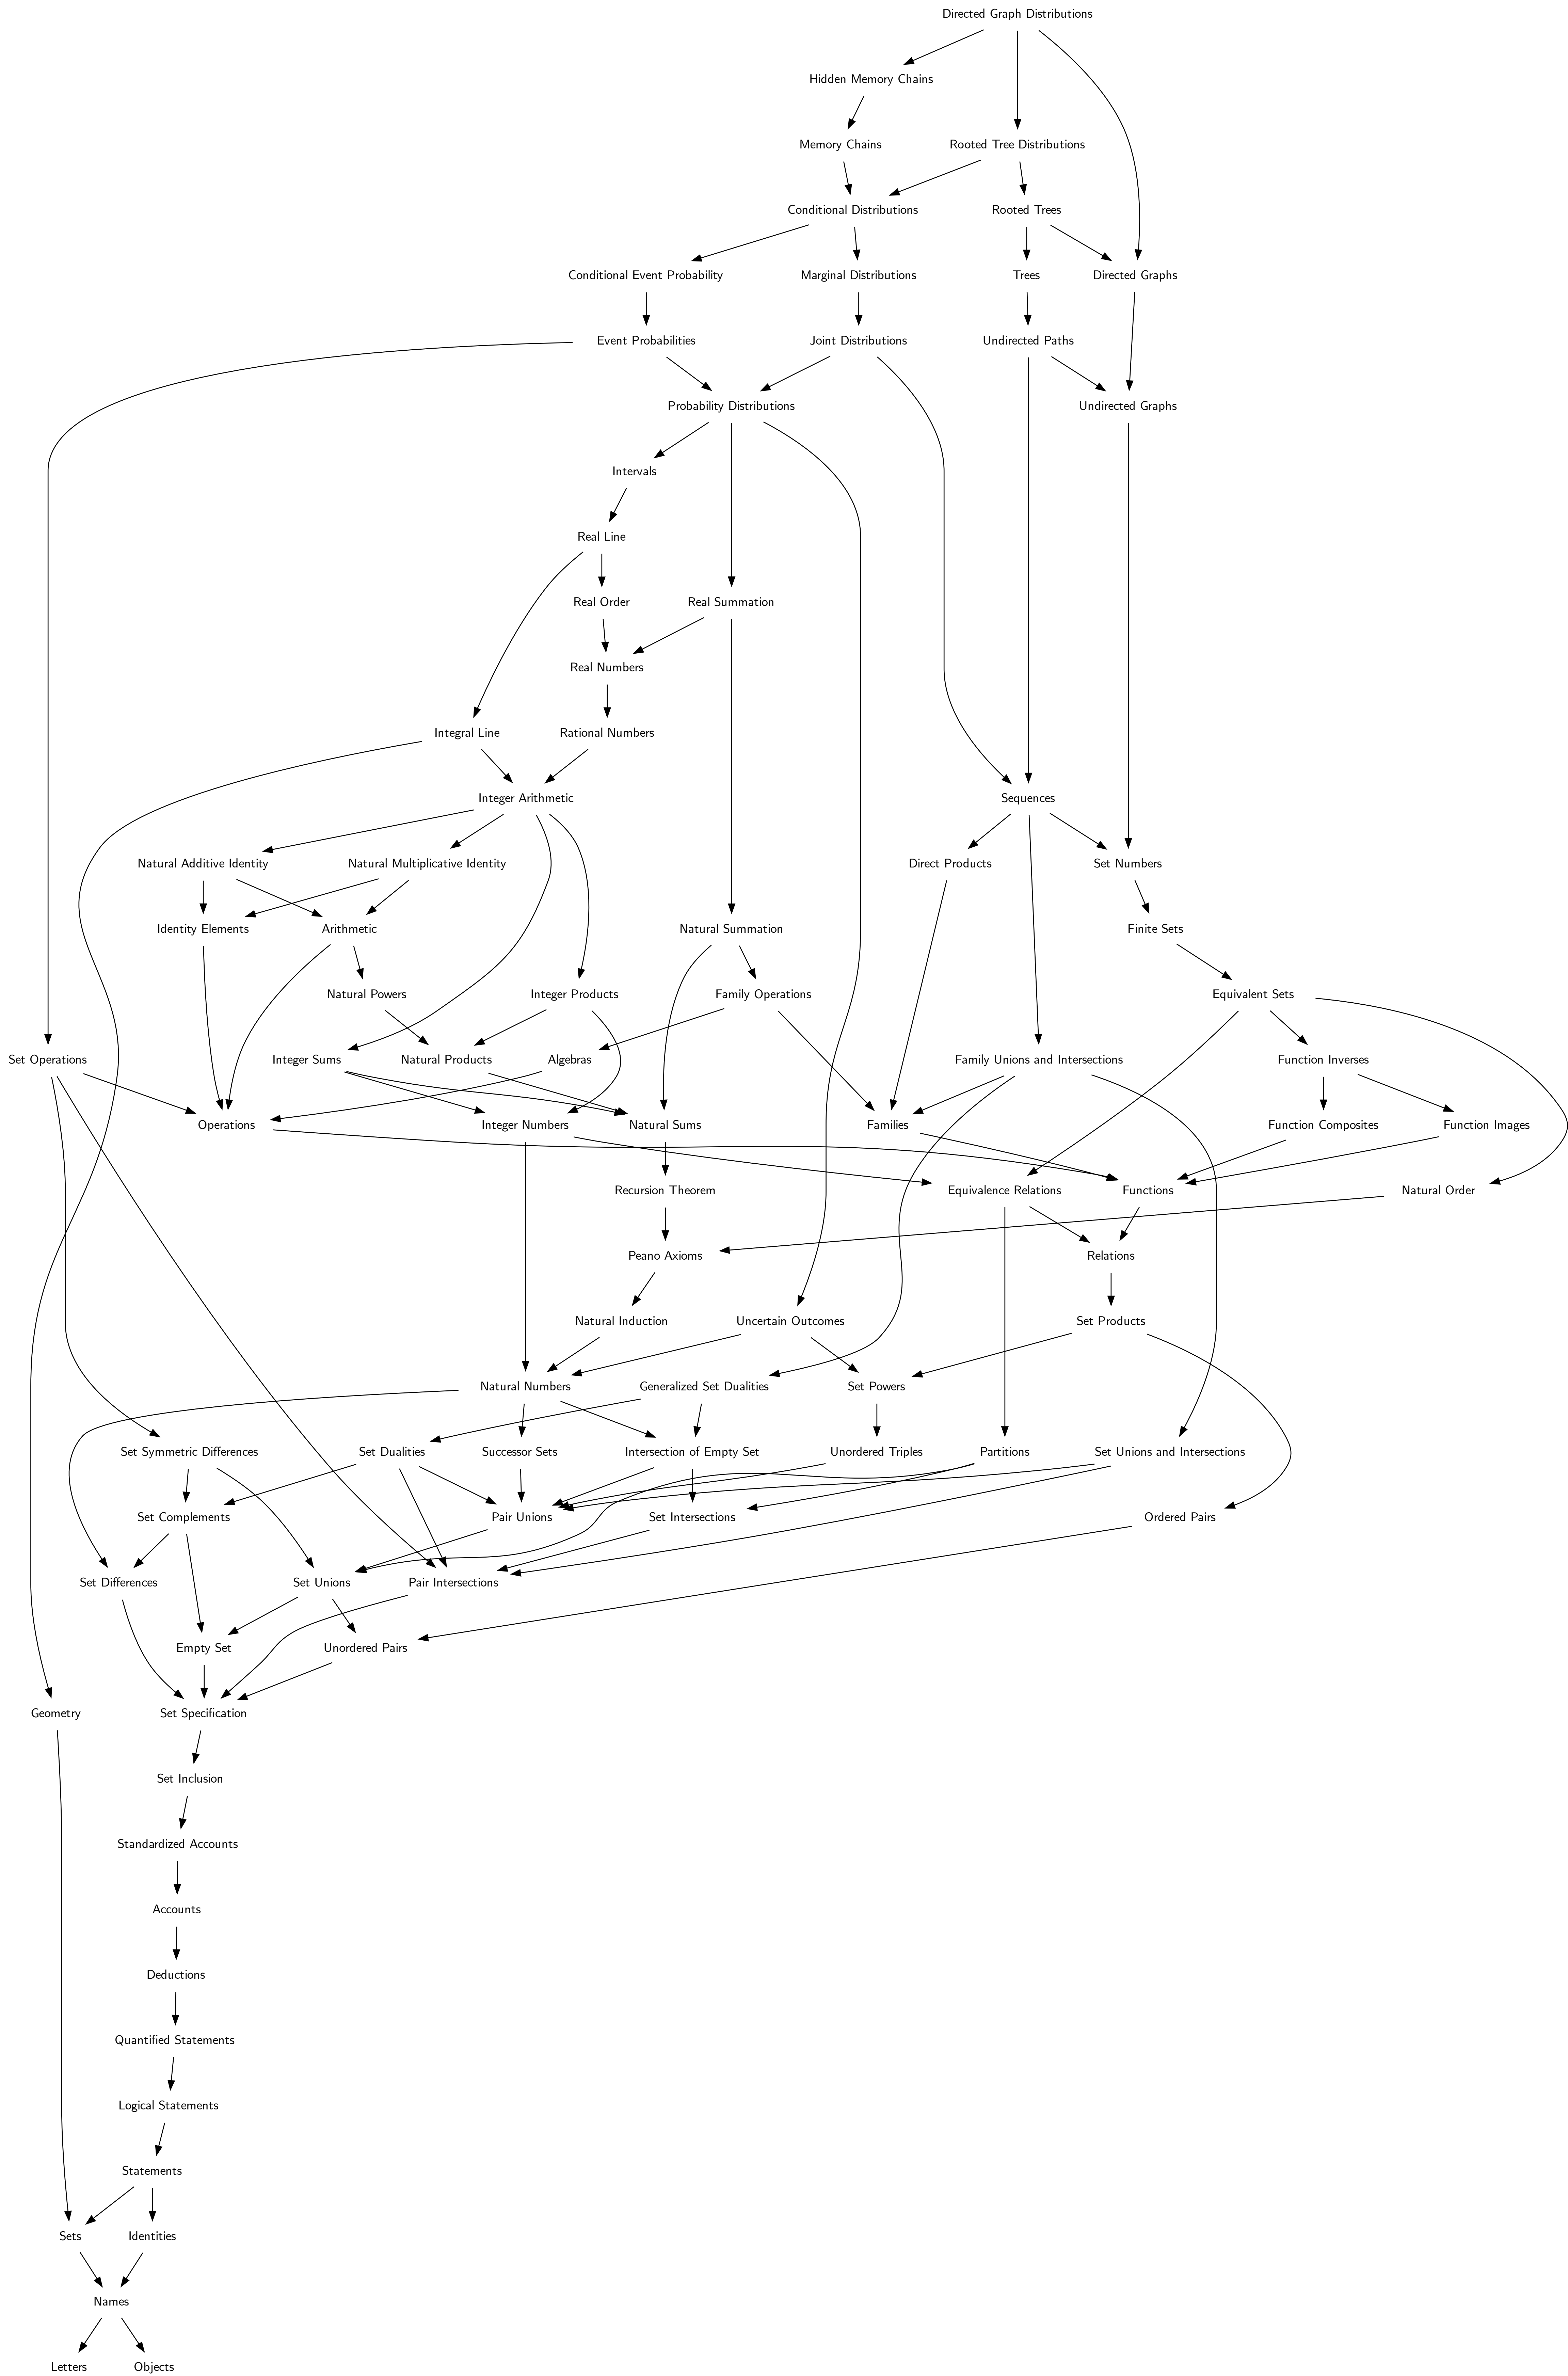 Directed Graph Distributions
Hidden Memory Chains
Memory Chains
Rooted Tree Distributions
Conditional Distributions
Rooted Trees
Conditional Event Probability
Marginal Distributions
Trees
Directed Graphs
Event Probabilities
Joint Distributions
Undirected Paths
Probability Distributions
Undirected Graphs
Intervals
Real Line
Real Order
Real Summation
Real Numbers
Integral Line
Rational Numbers
Integer Arithmetic
Sequences
Natural Additive Identity
Natural Multiplicative Identity
Direct Products
Set Numbers
Identity Elements
Arithmetic
Natural Summation
Finite Sets
Natural Powers
Integer Products
Family Operations
Equivalent Sets
Set Operations
Integer Sums
Natural Products
Algebras
Family Unions and Intersections
Function Inverses
Operations
Integer Numbers
Natural Sums
Families
Function Composites
Function Images
Recursion Theorem
Equivalence Relations
Functions
Natural Order
Peano Axioms
Relations
Natural Induction
Uncertain Outcomes
Set Products
Natural Numbers
Generalized Set Dualities
Set Powers
Set Symmetric Differences
Set Dualities
Successor Sets
Intersection of Empty Set
Unordered Triples
Partitions
Set Unions and Intersections
Set Complements
Pair Unions
Set Intersections
Ordered Pairs
Set Differences
Set Unions
Pair Intersections
Empty Set
Unordered Pairs
Geometry
Set Specification
Set Inclusion
Standardized Accounts
Accounts
Deductions
Quantified Statements
Logical Statements
Statements
Sets
Identities
Names
Letters
Objects